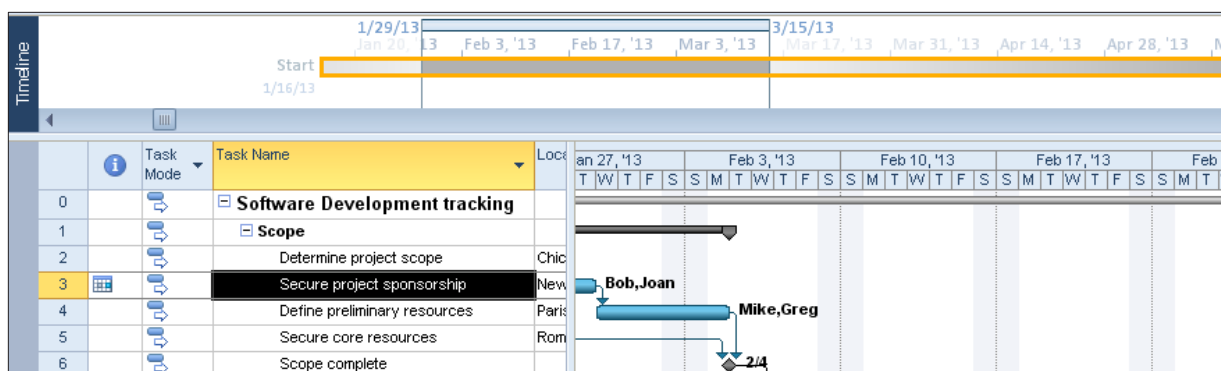 Timeline
1/29/13 3/15/13
Jan 20, '13 Feb 3, '13 Feb 17, '13 Mar 3, '13 Mar 17, '13 Mar 31, '13 Apr 14, '13 Apr 28, '13
Start
1/16/13
Task Mode Task Name Loca an 27, '13 Feb 3, '13 Feb 10, '13 Feb 17, '13 Feb
T W T F S S M T W T F S S M T W T F S S M T W T F S S M T
0 Software Development tracking
1 Scope
2 Determine project scope Chic
3 Secure project sponsorship New Bob,Joan
4 Define preliminary resources Paris Mike,Greg
5 Secure core resources Rom
6 Scope complete 2/4